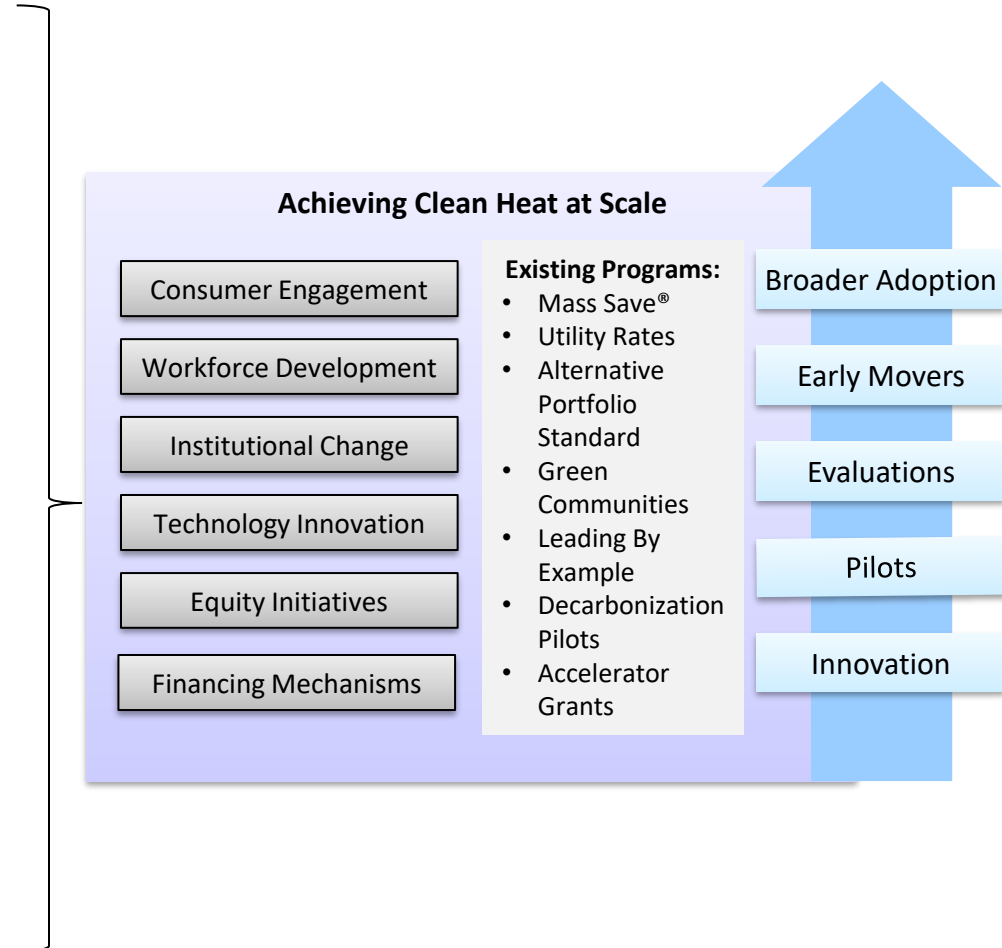 Achieving Clean Heat at Scale
Consumer Engagement
Workforce Development
Institutional Change
Technology Innovation
Equity Initiatives
Financing Mechanisms
Existing Programs:
• Mass Save®
• Utility Rates
• Alternative
Portfolio
Standard
• Green
Communities
• Leading By
Example
• Decarbonization
Pilots
• Accelerator
Grants
Broader Adoption
Early Movers
Evaluations
Pilots
Innovation